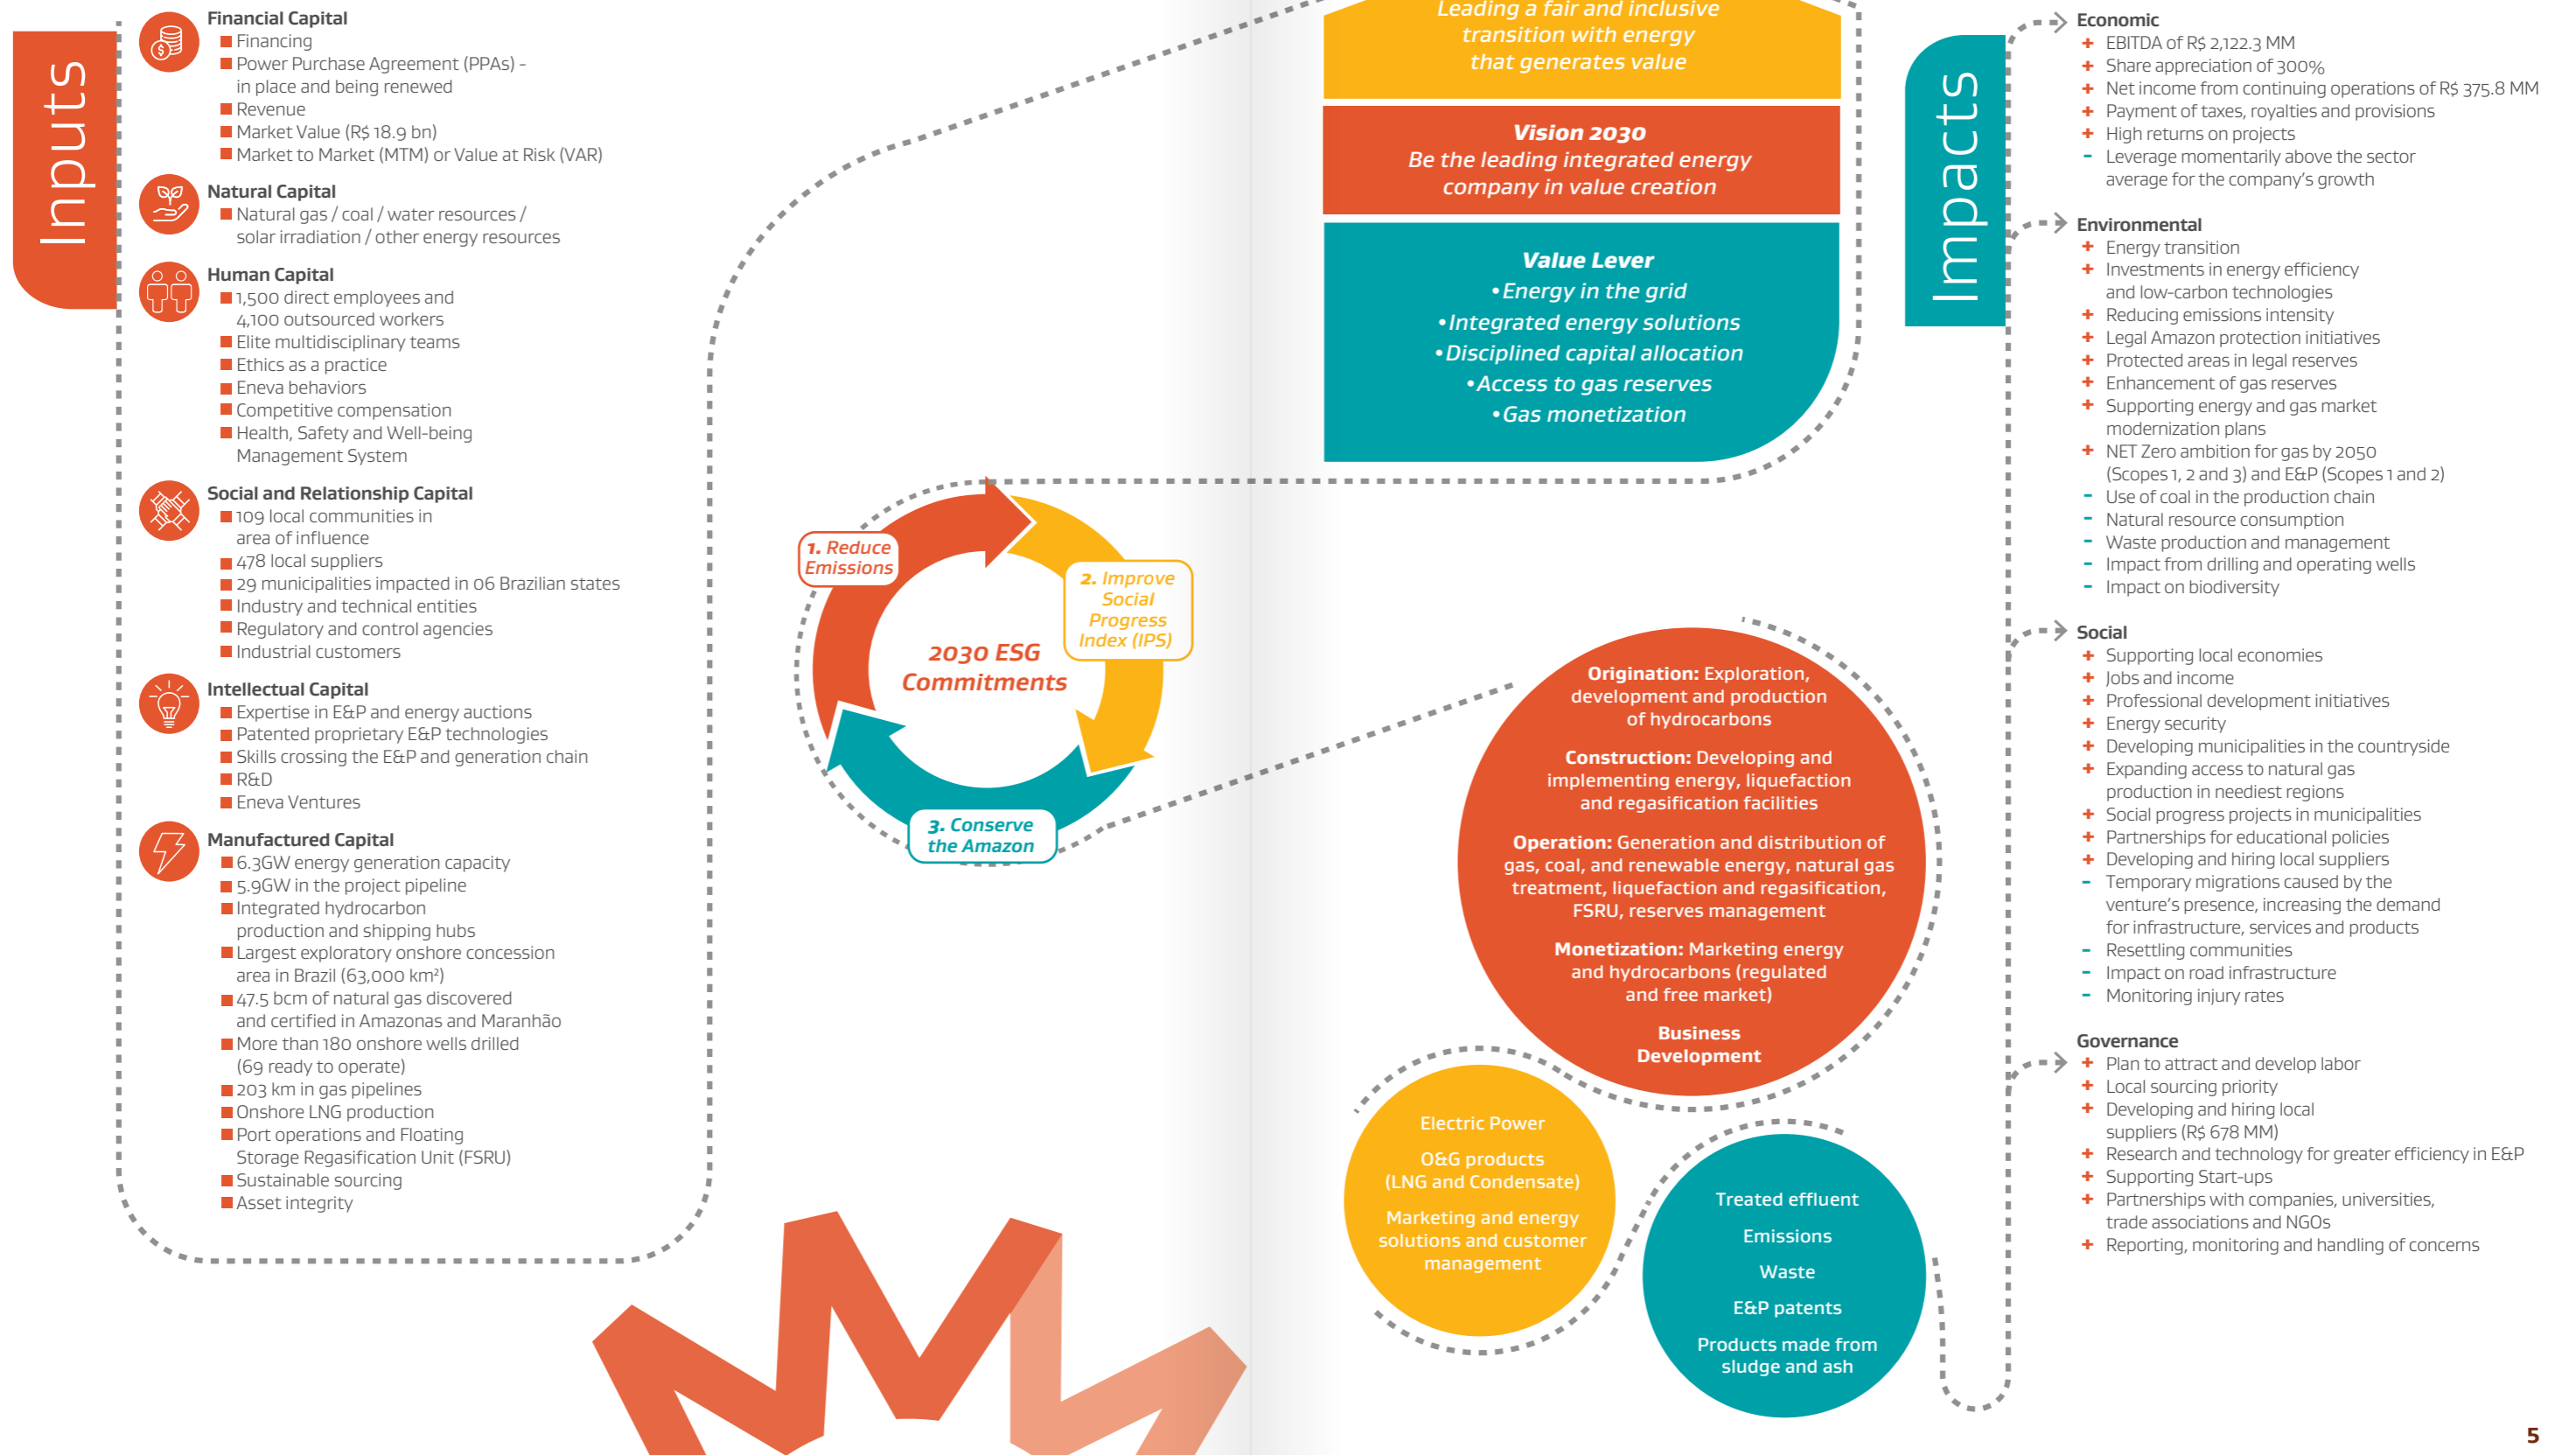 Inputs
Financial Capital
Financing
Power Purchase Agreement (PPAs) -
in place and being renewed
Revenue
Market Value (R$ 18.9 bn)
Market to Market (MTM) or Value at Risk (VAR)
Natural Capital
Natural gas / coal / water resources /
solar irradiation / other energy resources
Human Capital
1,500 direct employees and
4,100 outsourced workers
Elite multidisciplinary teams
Ethics as a practice
Eneva behaviors
Competitive compensation
Health, Safety and Well-being
Management System
Social and Relationship Capital
109 local communities in
area of influence
478 local suppliers
29 municipalities impacted in 06 Brazilian states
Industry and technical entities
Regulatory and control agencies
Industrial customers
Intellectual Capital
Expertise in E&P and energy auctions
Patented proprietary E&P technologies
Skills crossing the E&P and generation chain
R&D
Eneva Ventures
Manufactured Capital
6.3GW energy generation capacity
5.9GW in the project pipeline
Integrated hydrocarbon
production and shipping hubs
Largest exploratory onshore concession
area in Brazil (63,000 km²)
47.5 bcm of natural gas discovered
and certified in Amazonas and Maranhão
More than 180 onshore wells drilled
(69 ready to operate)
203 km in gas pipelines
Onshore LNG production
Port operations and Floating
Storage Regasification Unit (FSRU)
Sustainable sourcing
Asset integrity
2030 ESG
Commitments
1. Reduce
Emissions
2. Improve
Social
Progress
Index (IPS)
3. Conserve
the Amazon
Leading a fair and inclusive
transition with energy
that generates value
Vision 2030
Be the leading integrated energy
company in value creation
Value Lever
• Energy in the grid
• Integrated energy solutions
• Disciplined capital allocation
• Access to gas reserves
• Gas monetization
Origination: Exploration,
development and production
of hydrocarbons
Construction: Developing and
implementing energy, liquefaction
and regasification facilities
Operation: Generation and distribution of
gas, coal, and renewable energy, natural gas
treatment, liquefaction and regasification,
FSRU, reserves management
Monetization: Marketing energy
and hydrocarbons (regulated
and free market)
Business
Development
Electric Power
O&G products
(LNG and Condensate)
Marketing and energy
solutions and customer
management
Treated effluent
Emissions
Waste
E&P patents
Products made from
sludge and ash
Impacts
Economic
+ EBITDA of R$ 2,122.3 MM
+ Share appreciation of 300%
+ Net income from continuing operations of R$ 375.8 MM
+ Payment of taxes, royalties and provisions
+ High returns on projects
- Leverage momentarily above the sector
average for the company's growth
Environmental
+ Energy transition
+ Investments in energy efficiency
and low-carbon technologies
+ Reducing emissions intensity
+ Legal Amazon protection initiatives
+ Protected areas in legal reserves
+ Enhancement of gas reserves
+ Supporting energy and gas market
modernization plans
+ NET Zero ambition for gas by 2050
(Scopes 1, 2 and 3) and E&P (Scopes 1 and 2)
- Use of coal in the production chain
- Natural resource consumption
- Waste production and management
- Impact from drilling and operating wells
- Impact on biodiversity
Social
+ Supporting local economies
+ Jobs and income
+ Professional development initiatives
+ Energy security
+ Developing municipalities in the countryside
+ Expanding access to natural gas
production in neediest regions
+ Social progress projects in municipalities
+ Partnerships for educational policies
+ Developing and hiring local suppliers
- Temporary migrations caused by the
venture's presence, increasing the demand
for infrastructure, services and products
- Resettling communities
- Impact on road infrastructure
- Monitoring injury rates
Governance
+ Plan to attract and develop labor
+ Local sourcing priority
+ Developing and hiring local
suppliers (R$ 678 MM)
+ Research and technology for greater efficiency in E&P
+ Supporting Start-ups
+ Partnerships with companies, universities,
trade associations and NGOs
+ Reporting, monitoring and handling of concerns
5